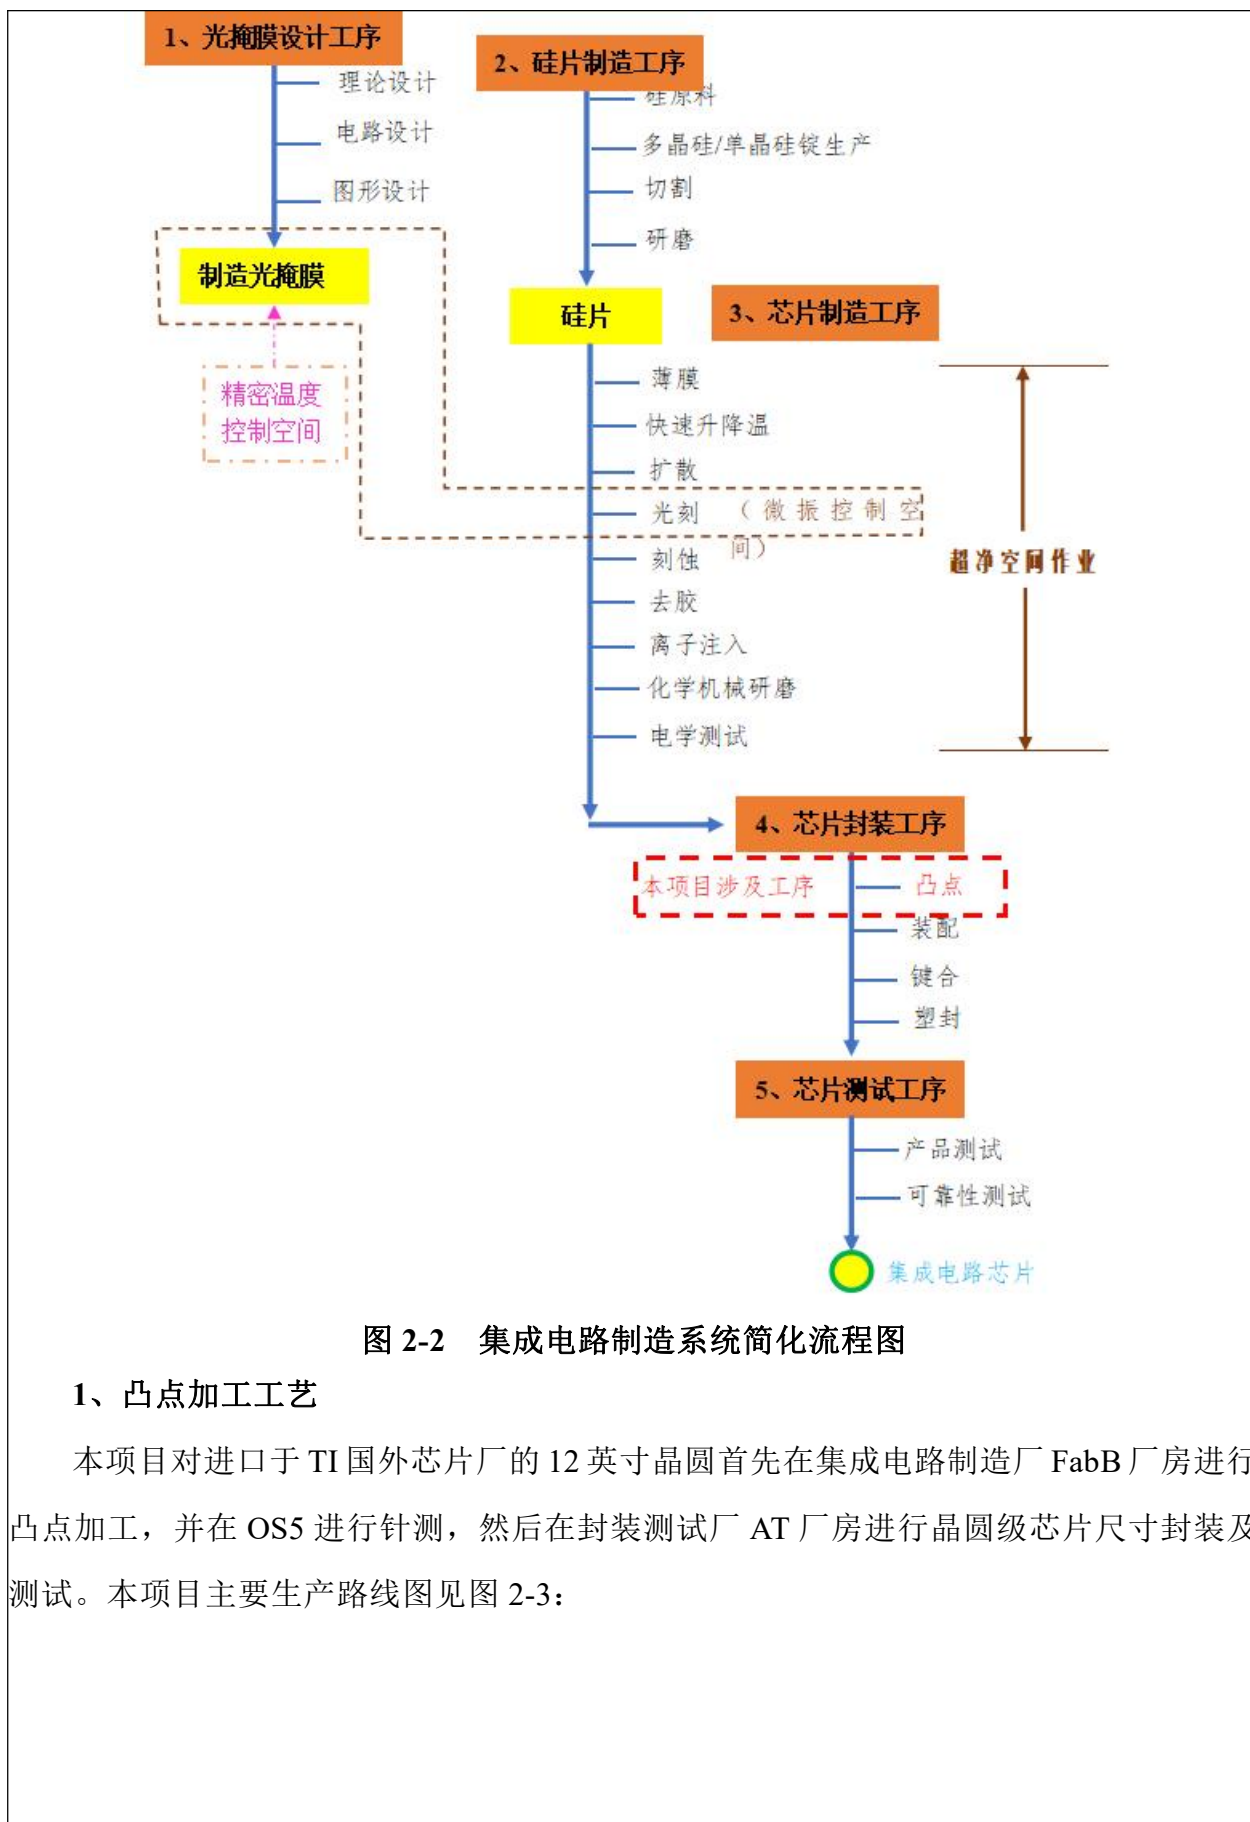 1、光掩膜设计工序
理论设计
电路设计
图形设计
制造光掩膜
精密温度
控制空间
2、硅片制造工序
硅原料
多晶硅/单晶硅锭生产
切割
研磨
硅片
3、芯片制造工序
薄膜
快速升降温
扩散
光刻
（微振控制空
间）
刻蚀
去胶
离子注入
化学机械研磨
电学测试
超净空间作业
4、芯片封装工序
本项目涉及工序
凸点
装配
键合
塑封
5、芯片测试工序
产品测试
可靠性测试
集成电路芯片
图 2-2 集成电路制造系统简化流程图
1、凸点加工工艺
本项目对进口于 TI 国外芯片厂的 12 英寸晶圆首先在集成电路制造厂 FabB 厂房进行
凸点加工，并在 OS5 进行针测，然后在封装测试厂 AT 厂房进行晶圆级芯片尺寸封装及
测试。本项目主要生产路线图见图 2-3：